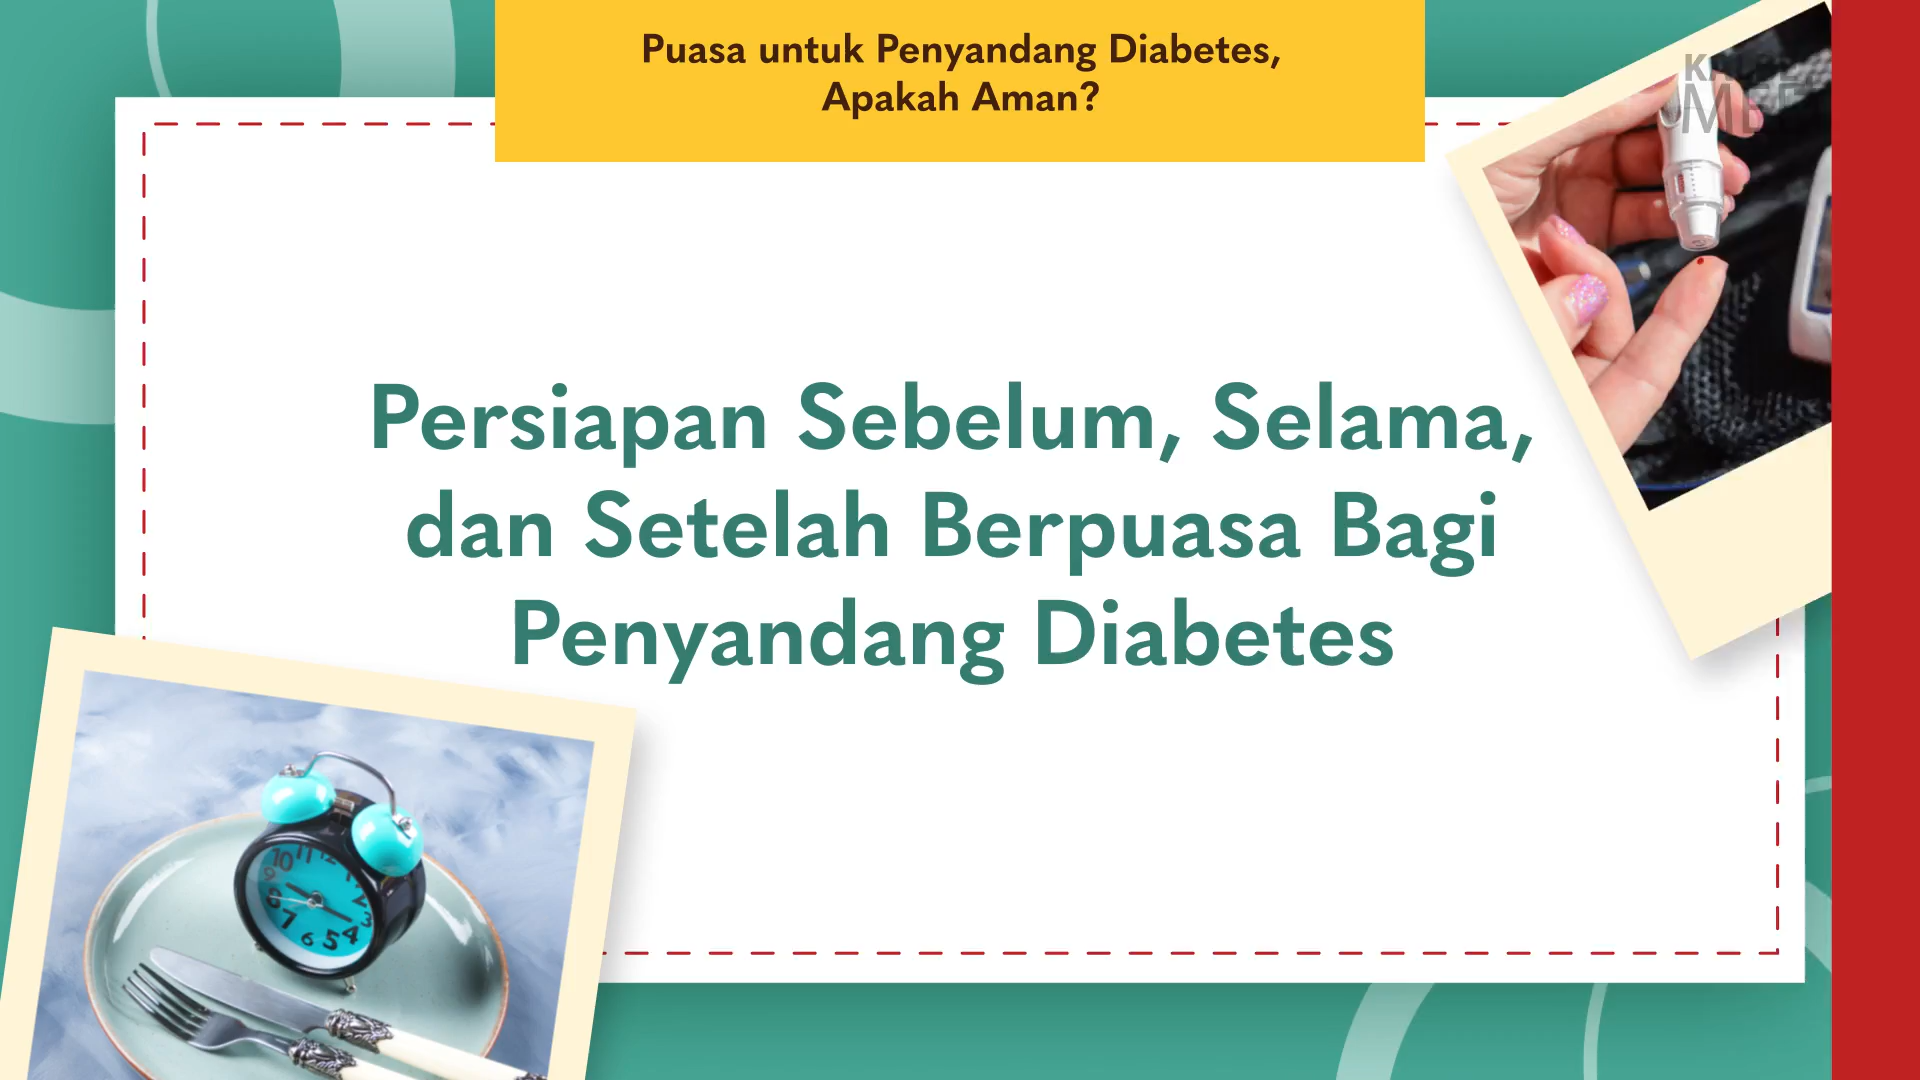 Puasa untuk Penyandang Diabetes,
Apakah Aman?
Persiapan Sebelum, Selama,
dan Setelah Berpuasa Bagi
Penyandang Diabetes